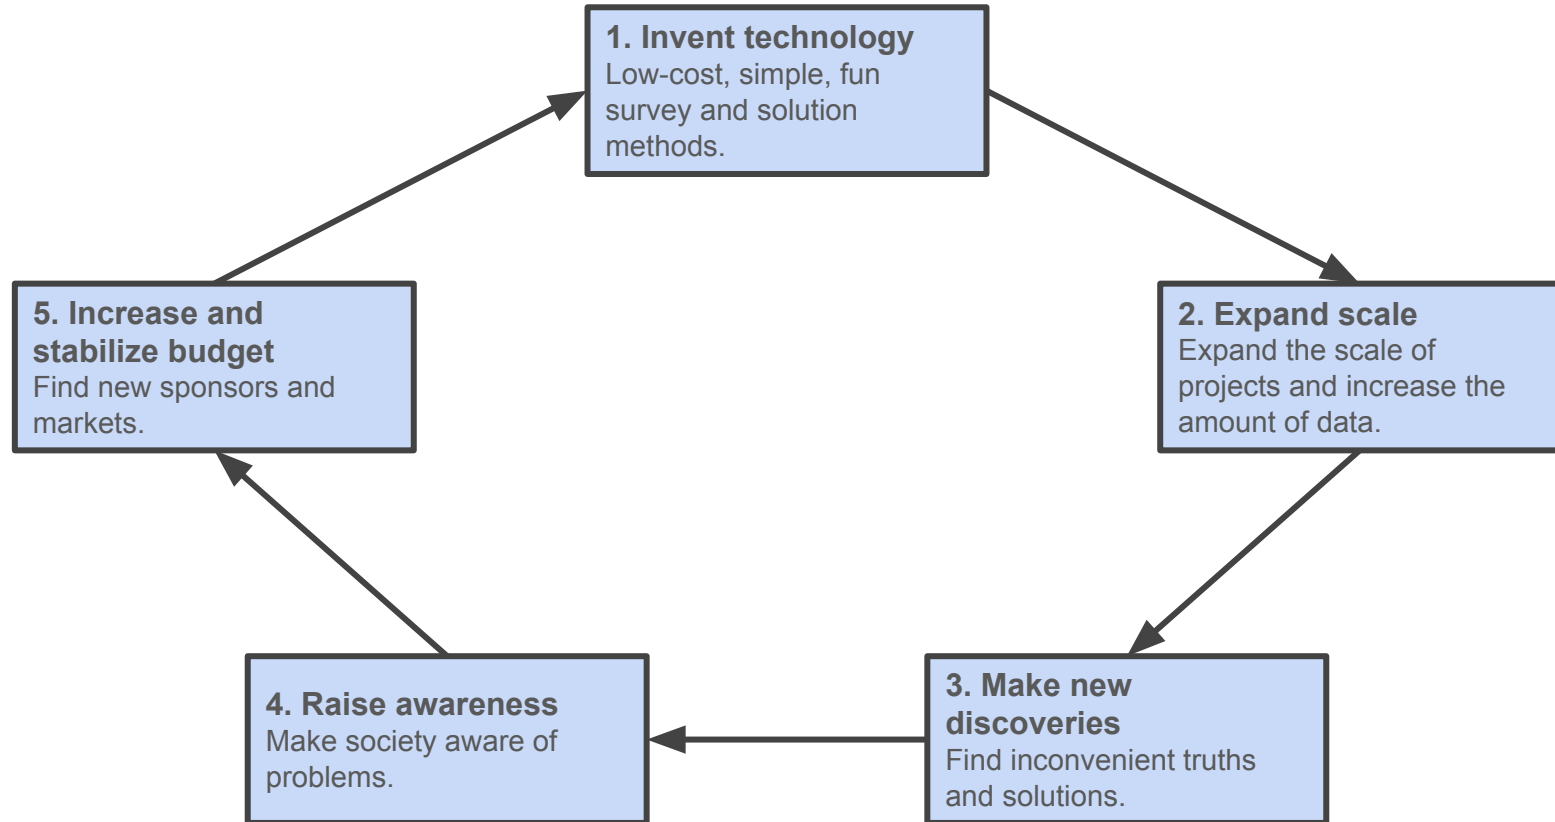 1. Invent technology
Low-cost, simple, fun
survey and solution
methods.
2. Expand scale
Expand the scale of
projects and increase the
amount of data.
3. Make new
discoveries
Find inconvenient truths
and solutions.
4. Raise awareness
Make society aware of
problems.
5. Increase and
stabilize budget
Find new sponsors and
markets.